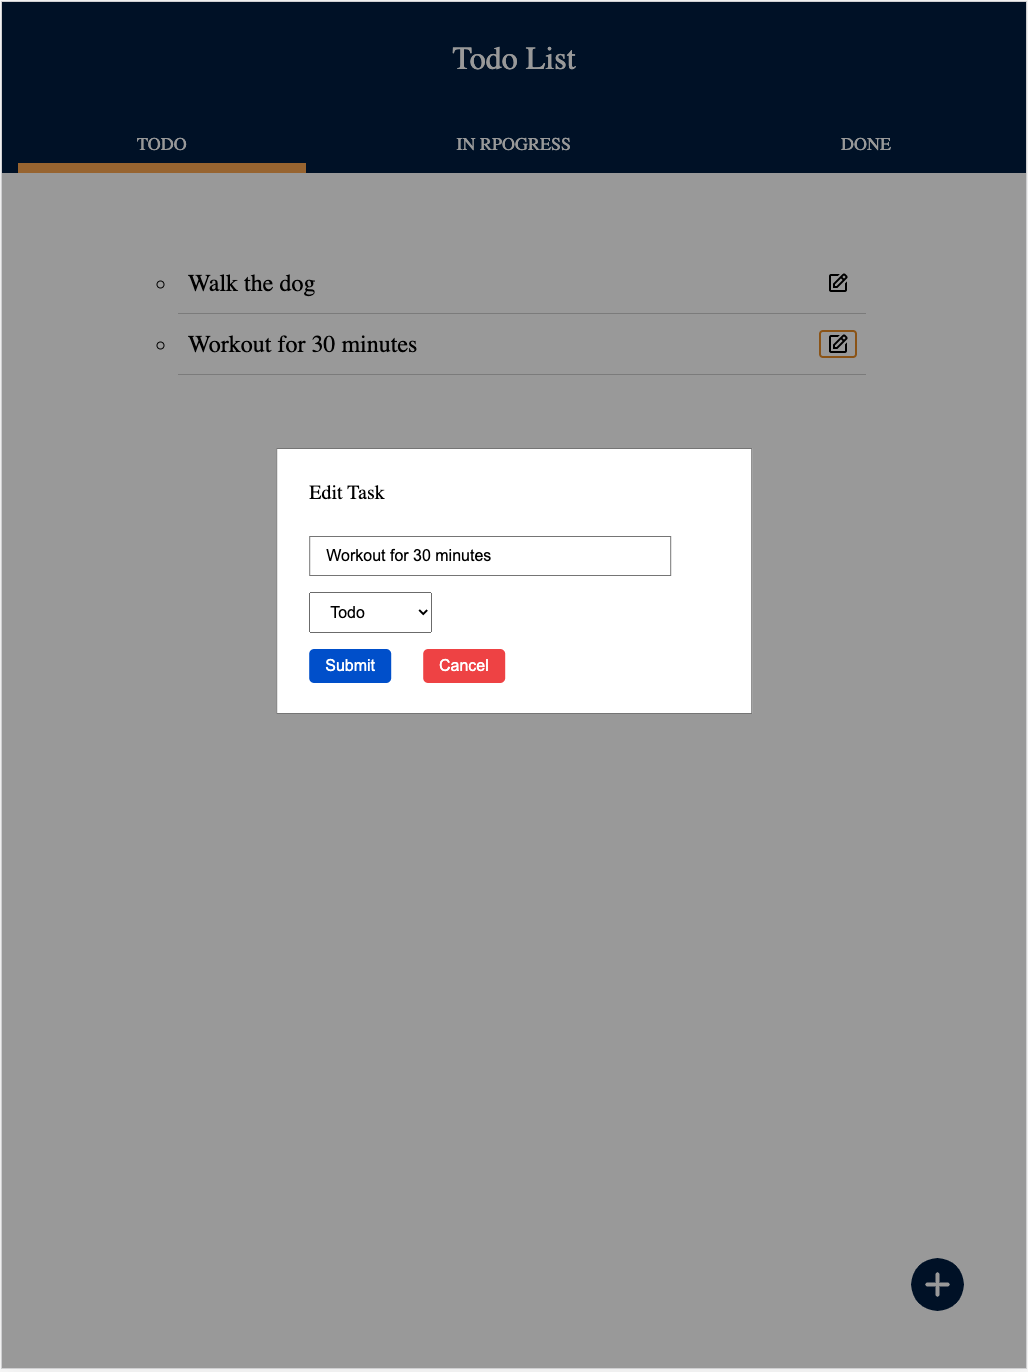 Todo List
TODO
IN RPOGRESS
DONE
Walk the dog
Workout for 30 minutes
Edit Task
Workout for 30 minutes
Todo
Submit
Cancel